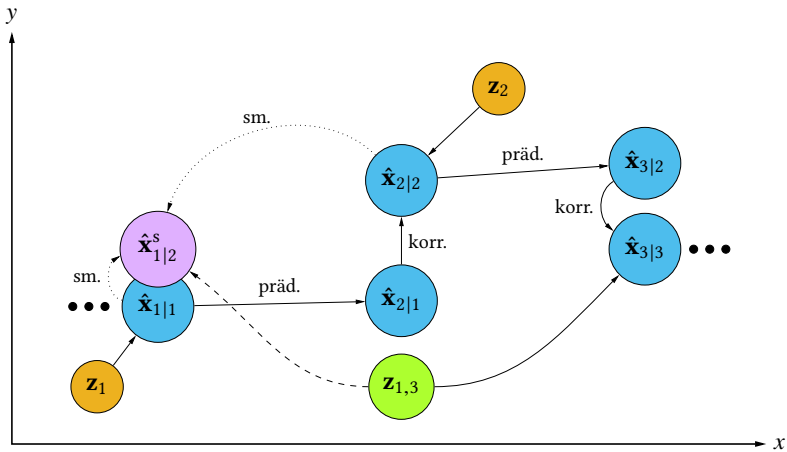 y
z₂
sm.
präd.
x̂₃|₂
x̂₂|₂
korr.
x̂ˢ₁|₂
korr.
x̂₃|₃
sm.
präd.
x̂₁|₁
x̂₂|₁
z₁
z₁,₃
x